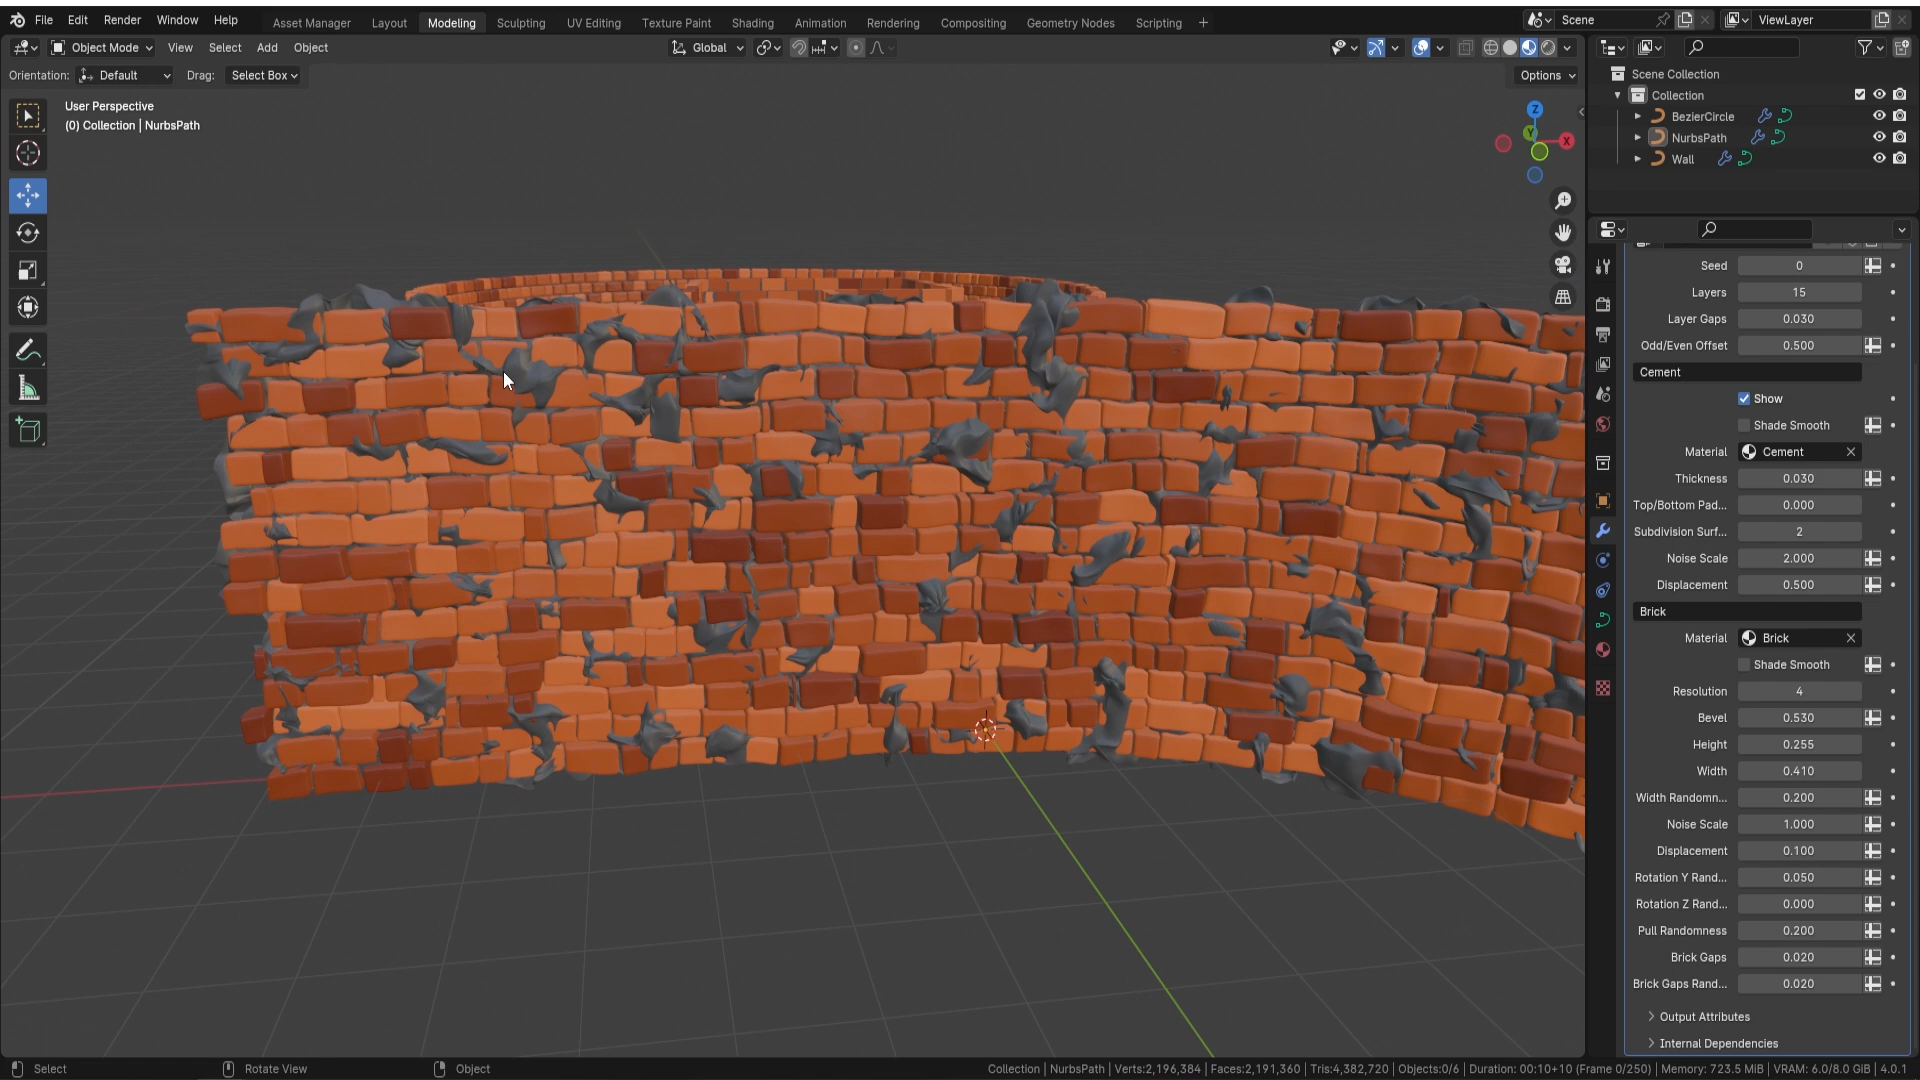 File Edit Render Window Help Asset Manager Layout Modeling Sculpting UV Editing Texture Paint Shading Animation Rendering Compositing Geometry Nodes Scripting + Scene ViewLayer
Object Mode View Select Add Object Global
Orientation: Default Drag: Select Box Options
User Perspective
(0) Collection | NurbsPath
Z
Y
X
Scene Collection
Collection
BezierCircle
NurbsPath
Wall
Seed 0
Layers 15
Layer Gaps 0.030
Odd/Even Offset 0.500
Cement
Show
Shade Smooth
Material Cement
Thickness 0.030
Top/Bottom Pad... 0.000
Subdivision Surf... 2
Noise Scale 2.000
Displacement 0.500
Brick
Material Brick
Shade Smooth
Resolution 4
Bevel 0.530
Height 0.255
Width 0.410
Width Randomn... 0.200
Noise Scale 1.000
Displacement 0.100
Rotation Y Rand... 0.050
Rotation Z Rand... 0.000
Pull Randomness 0.200
Brick Gaps 0.020
Brick Gaps Rand... 0.020
Output Attributes
Internal Dependencies
Select Rotate View Object Collection | NurbsPath | Verts:2,196,384 | Faces:2,191,360 | Tris:4,382,720 | Objects:0/6 | Duration: 00:10+10 (Frame 0/250) | Memory: 723.5 MiB | VRAM: 6.0/8.0 GiB | 4.0.1